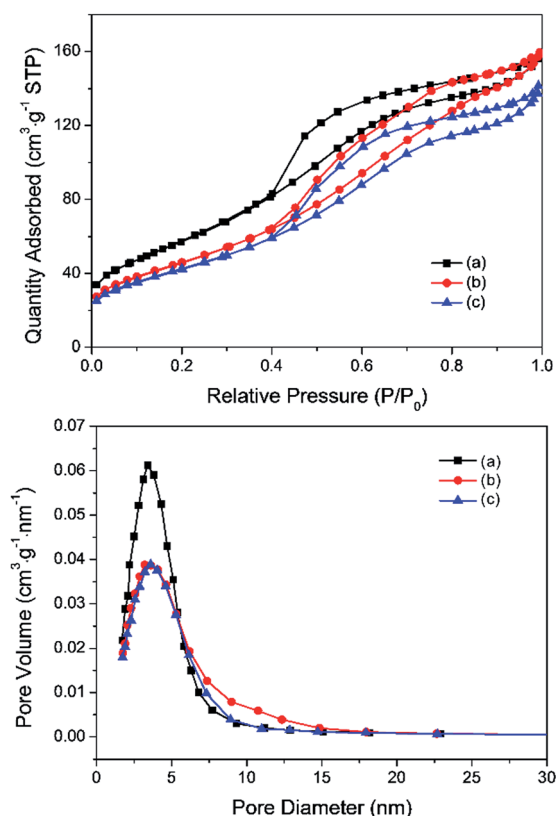 160
120
80
40
0
Quantity Adsorbed (cm³·g⁻¹ STP)
(a)
(b)
(c)
0.0 0.2 0.4 0.6 0.8 1.0
Relative Pressure (P/P₀)
0.07
0.06
0.05
0.04
0.03
0.02
0.01
0.00
Pore Volume (cm³·g⁻¹·nm⁻¹)
(a)
(b)
(c)
0 5 10 15 20 25 30
Pore Diameter (nm)